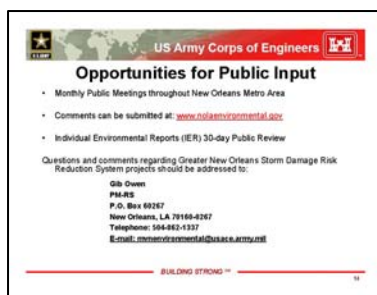 US Army Corps of Engineers
Opportunities for Public Input
• Monthly Public Meetings throughout New Orleans Metro Area
• Comments can be submitted at: www.nolaenvironmental.gov
• Individual Environmental Reports (IER) 30-day Public Review
Questions and comments regarding Greater New Orleans Storm Damage Risk
Reduction System projects should be addressed to:
Gib Owen
PM-RS
P.O. Box 60267
New Orleans, LA 70160-0267
Telephone: 504-862-1337
E-mail: mvnenvironmental@usace.army.mil
BUILDING STRONG